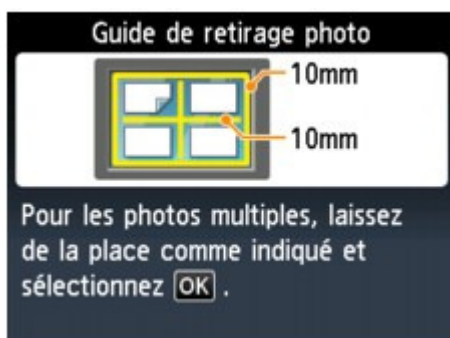 Guide de retirage photo
10mm
10mm
Pour les photos multiples, laissez
de la place comme indiqué et
sélectionnez OK .